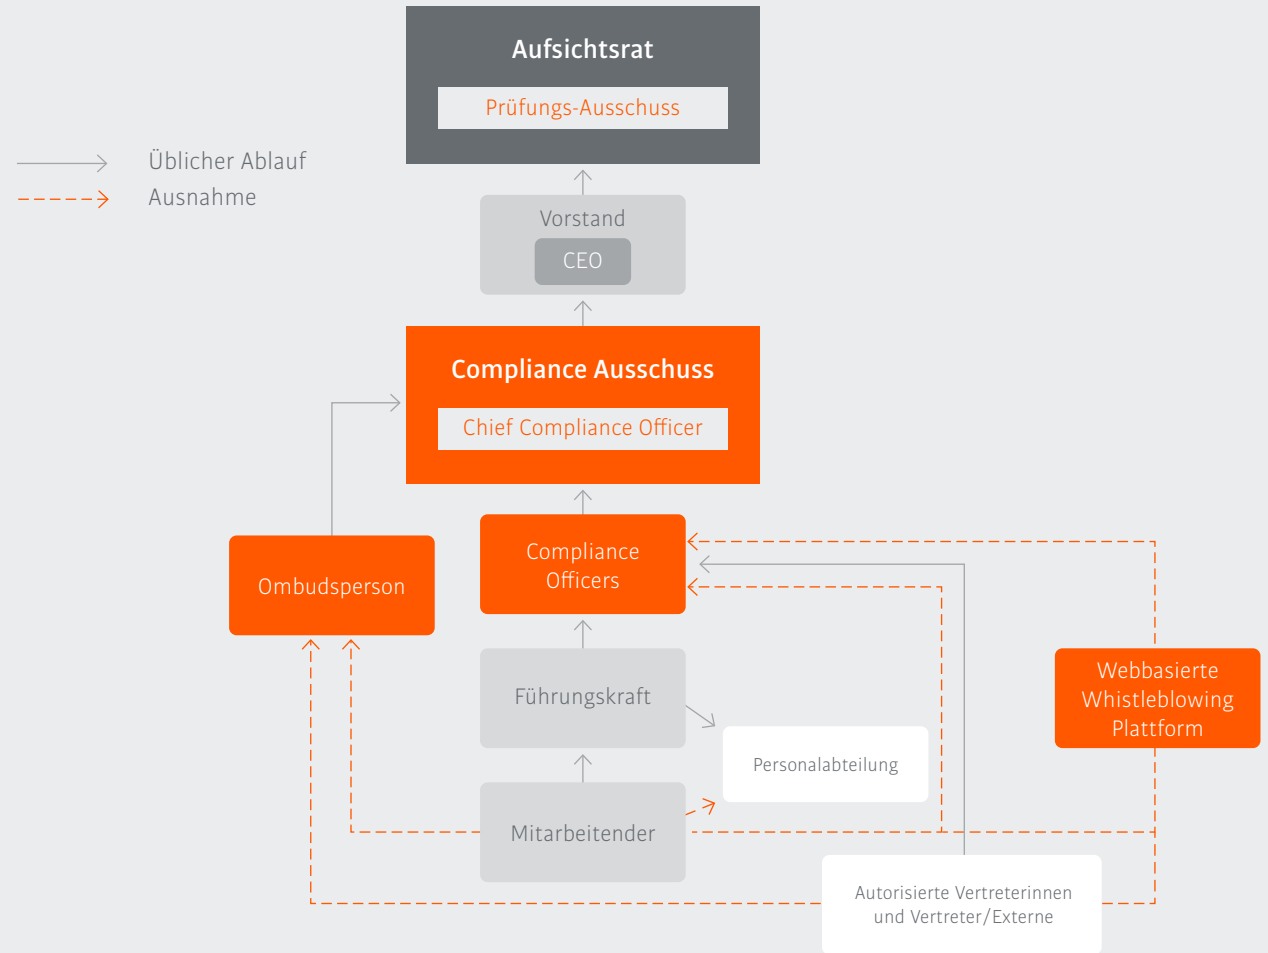 Aufsichtsrat
Prüfungs-Ausschuss
Üblicher Ablauf
Ausnahme
Vorstand
CEO
Compliance Ausschuss
Chief Compliance Officer
Compliance
Officers
Ombudsperson
Führungskraft
Webbasierte
Whistleblowing
Plattform
Personalabteilung
Mitarbeitender
Autorisierte Vertreterinnen
und Vertreter/Externe